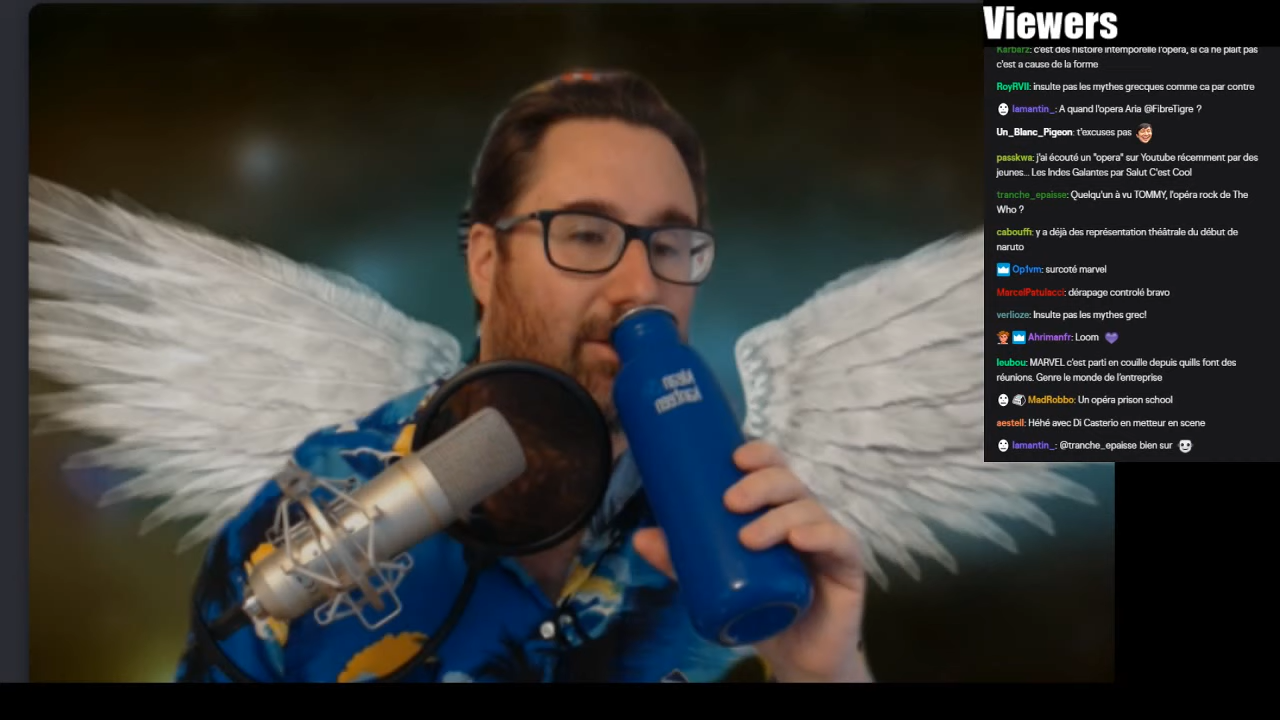 Viewers
Karbarz: c'est des histoire intemporelle l'opera, si ca ne plait pas
c'est a cause de la forme
RoyRVII: insulte pas les mythes grecques comme ca par contre
lamantin_: A quand l'opera Aria @FibreTigre ?
Un_Blanc_Pigeon: t'excuses pas
passkwa: j'ai écouté un "opera" sur Youtube récemment par des
jeunes... Les Indes Galantes par Salut C'est Cool
tranche_epaisse: Quelqu'un à vu TOMMY, l'opéra rock de The
Who ?
cabouffi: y a déjà des représentation théâtrale du début de
naruto
Op1vm: surcoté marvel
MarcelPatulacci: dérapage controlé bravo
verlioze: Insulte pas les mythes grec!
Ahrimanfr: Loom
leubou: MARVEL c'est parti en couille depuis quills font des
réunions. Genre le monde de l'entreprise
MadRobbo: Un opéra prison school
aestell: Héhé avec Di Casterio en metteur en scene
lamantin_: @tranche_epaisse bien sur